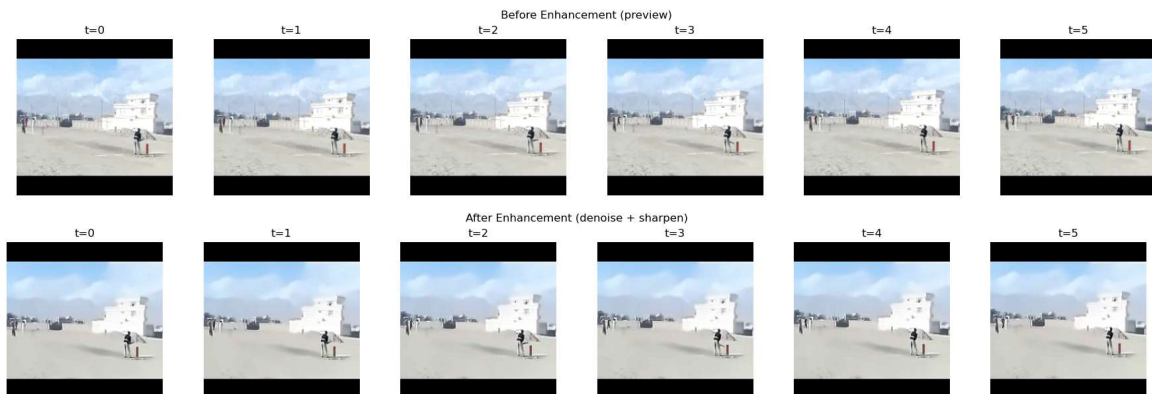 Before Enhancement (preview)
t=0 t=1 t=2 t=3 t=4 t=5
After Enhancement (denoise + sharpen)
t=0 t=1 t=2 t=3 t=4 t=5